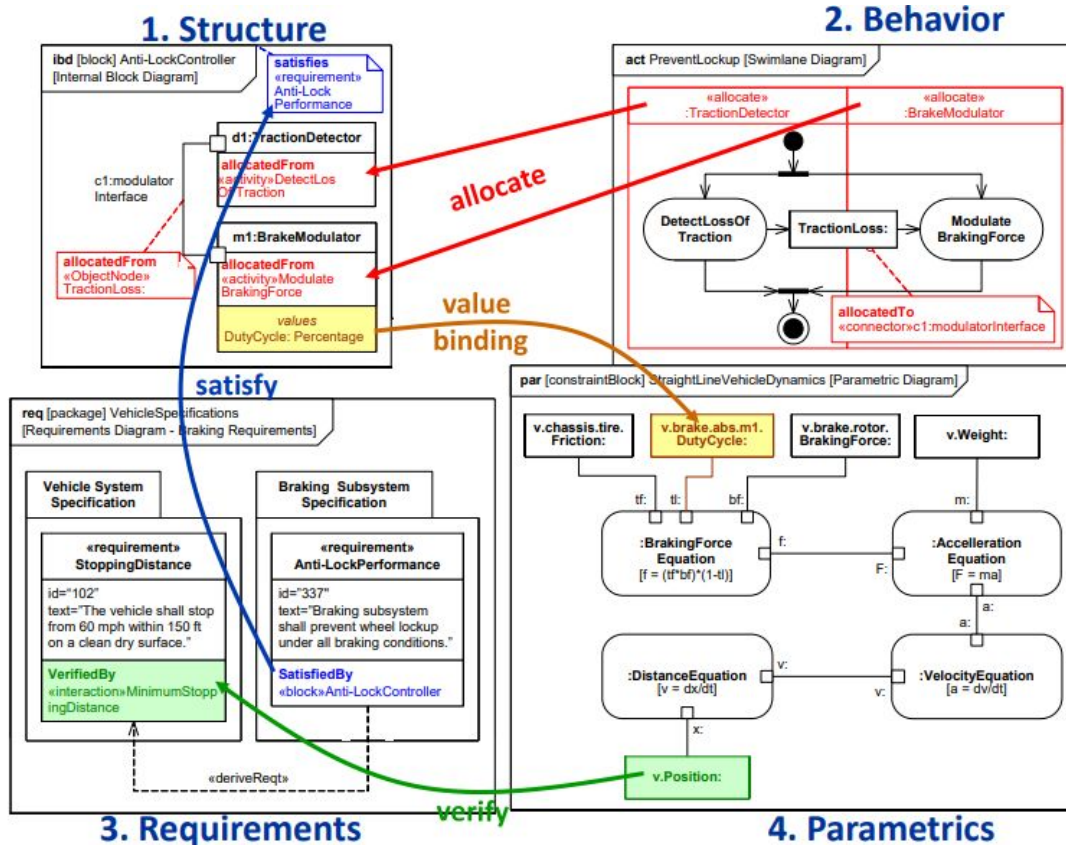 1. Structure
ibd [block] Anti-LockController
[Internal Block Diagram]
satisfies
«requirement»
Anti-Lock
Performance
d1:TractionDetector
allocatedFrom
«activity»DetectLos
Of Traction
c1:modulator
Interface
m1:BrakeModulator
allocatedFrom
«activity»Modulate
BrakingForce
values
DutyCycle: Percentage
allocatedFrom
«ObjectNode»
TractionLoss:
2. Behavior
act PreventLockup [Swimlane Diagram]
«allocate»
:TractionDetector
«allocate»
:BrakeModulator
DetectLossOf
Traction
TractionLoss:
Modulate
BrakingForce
allocatedTo
«connector»c1:modulatorInterface
allocate
value
binding
satisfy
req [package] VehicleSpecifications
[Requirements Diagram - Braking Requirements]
Vehicle System
Specification
Braking Subsystem
Specification
«requirement»
StoppingDistance
id="102"
text="The vehicle shall stop
from 60 mph within 150 ft
on a clean dry surface."
VerifiedBy
«interaction»MinimumStopp
ingDistance
«requirement»
Anti-LockPerformance
id="337"
text="Braking subsystem
shall prevent wheel lockup
under all braking conditions."
SatisfiedBy
«block»Anti-LockController
«deriveReqt»
verify
3. Requirements
par [constraintBlock] StraightLineVehicleDynamics [Parametric Diagram]
v.chassis.tire.
Friction:
v.brake.abs.m1.
DutyCycle:
v.brake.rotor.
BrakingForce:
v.Weight:
tf:
tl:
bf:
m:
:BrakingForce
Equation
[f = (tf*bf)*(1-tl)]
f:
F:
:Accelleration
Equation
[F = ma]
a:
a:
:DistanceEquation
[v = dx/dt]
v:
v:
:VelocityEquation
[a = dv/dt]
x:
v.Position:
4. Parametrics